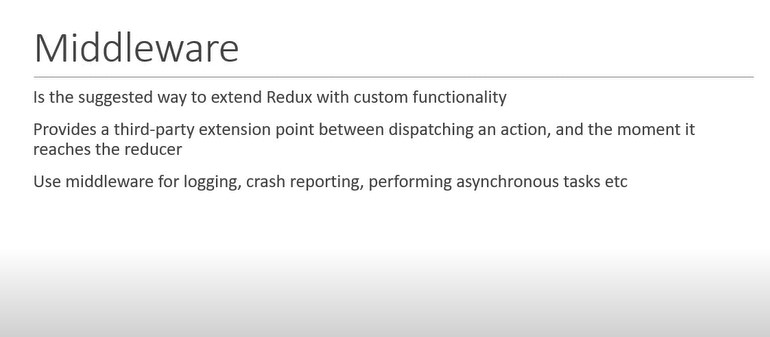 Middleware
Is the suggested way to extend Redux with custom functionality
Provides a third-party extension point between dispatching an action, and the moment it
reaches the reducer
Use middleware for logging, crash reporting, performing asynchronous tasks etc